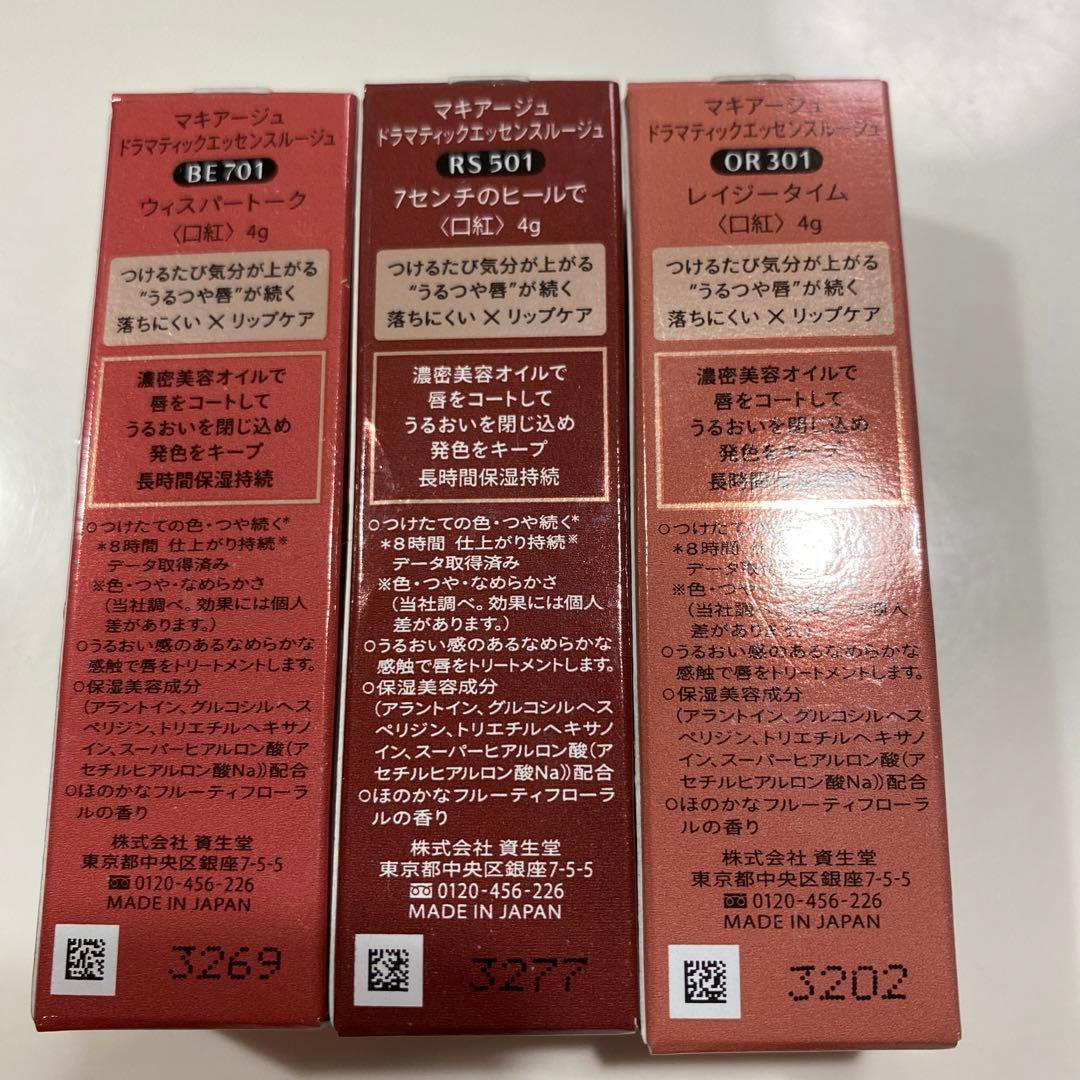 マキアージュ
ドラマティックエッセンスルージュ
BE 701
ウィスパートーク
〈口紅〉 4g
つけるたび気分が上がる
“うるつや唇”が続く
落ちにくい × リップケア
濃密美容オイルで
唇をコートして
うるおいを閉じ込め
発色をキープ
長時間保湿持続
○つけたての色・つや続く*
*8時間 仕上がり持続※
データ取得済み
※色・つや・なめらかさ
(当社調べ。効果には個人
差があります。)
○うるおい感のあるなめらかな
感触で唇をトリートメントします。
○保湿美容成分
(アラントイン、グルコシルヘス
ペリジン、トリエチルヘキサノ
イン、スーパーヒアルロン酸(ア
セチルヒアルロン酸Na))配合
○ほのかなフルーティフローラ
ルの香り
株式会社 資生堂
東京都中央区銀座7-5-5
0120-456-226
MADE IN JAPAN
3269
マキアージュ
ドラマティックエッセンスルージュ
RS 501
7センチのヒールで
〈口紅〉 4g
つけるたび気分が上がる
“うるつや唇”が続く
落ちにくい × リップケア
濃密美容オイルで
唇をコートして
うるおいを閉じ込め
発色をキープ
長時間保湿持続
○つけたての色・つや続く*
*8時間 仕上がり持続※
データ取得済み
※色・つや・なめらかさ
(当社調べ。効果には個人
差があります。)
○うるおい感のあるなめらかな
感触で唇をトリートメントします。
○保湿美容成分
(アラントイン、グルコシルヘス
ペリジン、トリエチルヘキサノ
イン、スーパーヒアルロン酸(ア
セチルヒアルロン酸Na))配合
○ほのかなフルーティフローラ
ルの香り
株式会社 資生堂
東京都中央区銀座7-5-5
0120-456-226
MADE IN JAPAN
3277
マキアージュ
ドラマティックエッセンスルージュ
OR 301
レイジータイム
〈口紅〉 4g
つけるたび気分が上がる
“うるつや唇”が続く
落ちにくい × リップケア
濃密美容オイルで
唇をコートして
うるおいを閉じ込め
発色をキープ
長時間保湿持続
○つけたて
*8時間
データ取得
※色・つや
(当社調べ。効果には個人
差があります。)
○うるおい感のあるなめらかな
感触で唇をトリートメントします。
○保湿美容成分
(アラントイン、グルコシルヘス
ペリジン、トリエチルヘキサノ
イン、スーパーヒアルロン酸(ア
セチルヒアルロン酸Na))配合
○ほのかなフルーティフローラ
ルの香り
株式会社 資生堂
東京都中央区銀座7-5-5
0120-456-226
MADE IN JAPAN
3202